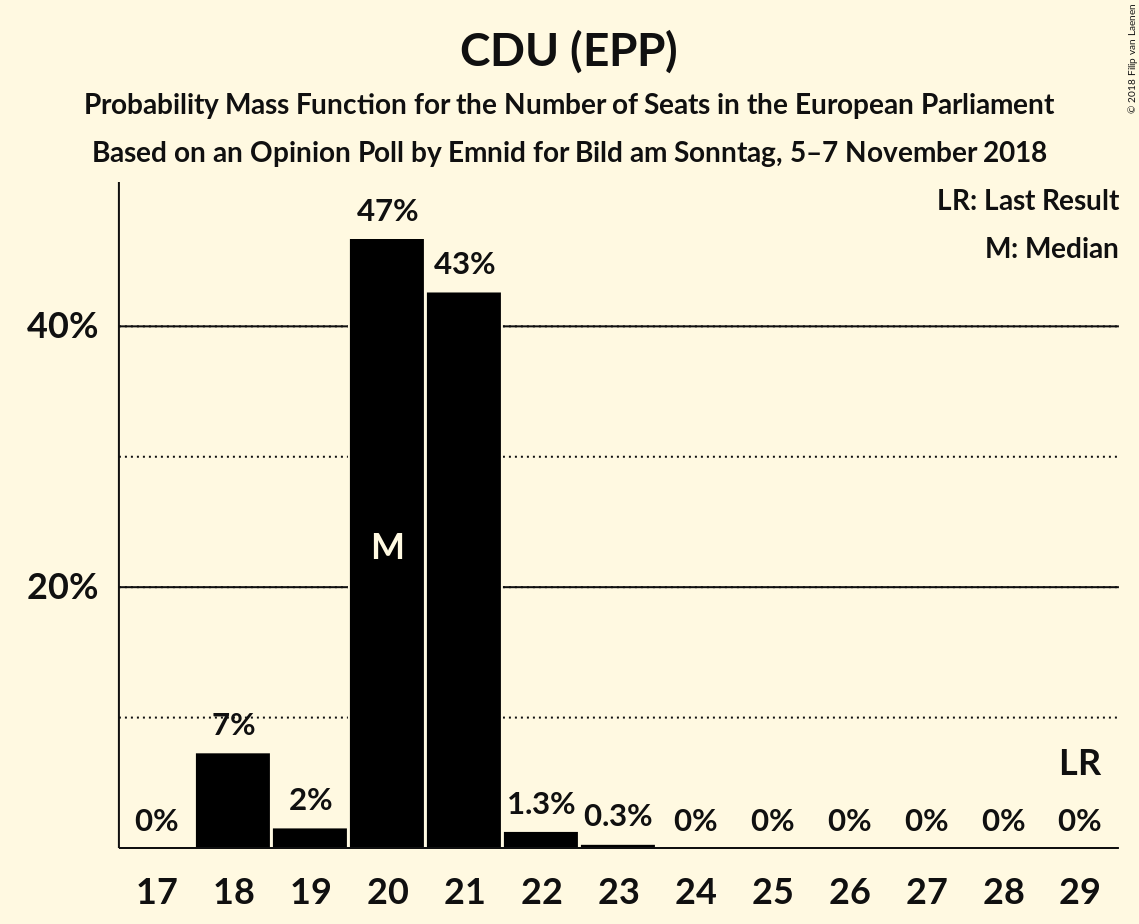 CDU (EPP)
Probability Mass Function for the Number of Seats in the European Parliament
Based on an Opinion Poll by Emnid for Bild am Sonntag, 5–7 November 2018
© 2018 Filip van Laenen
LR: Last Result
M: Median
40%
20%
0%
7%
2%
47%
43%
1.3%
0.3%
0%
0%
0%
0%
0%
0%
M
LR
17 18 19 20 21 22 23 24 25 26 27 28 29